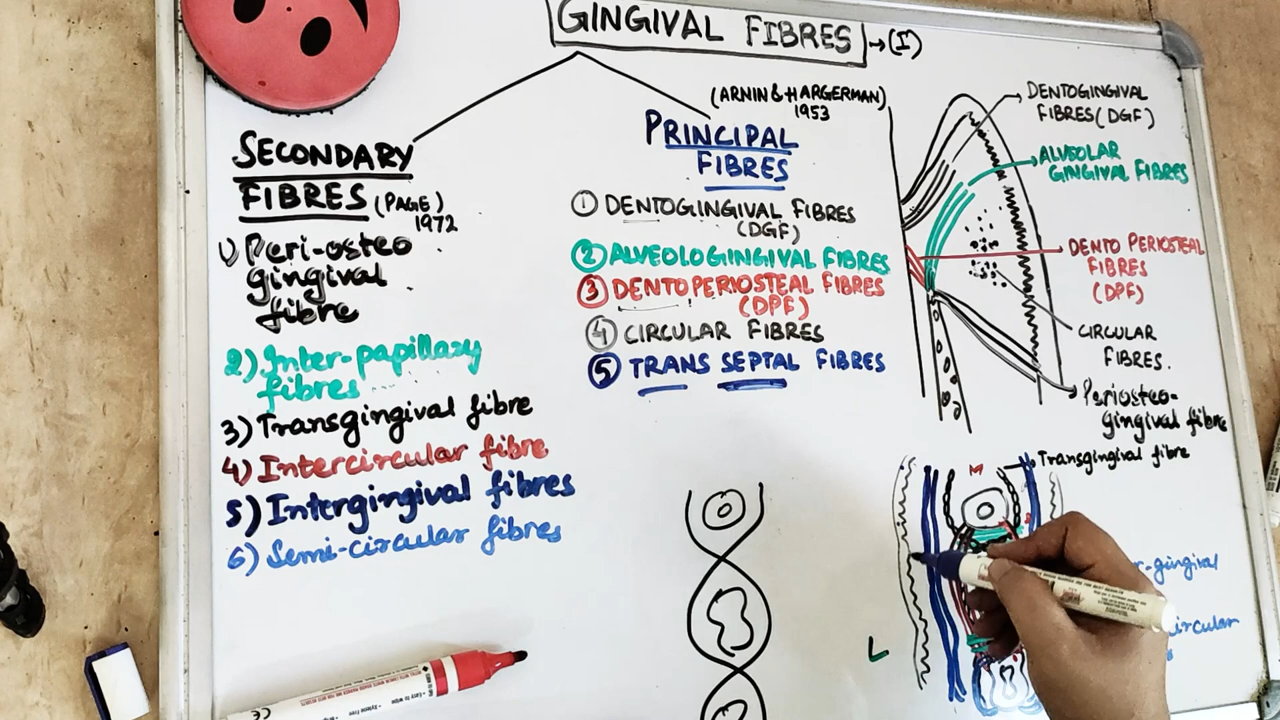 GINGIVAL FIBRES → (I)
SECONDARY
FIBRES (PAGE)
1972
1) Peri-osteo
gingival
fibre
2) Inter-papillary
fibres
3) Transgingival fibre
4) Intercircular fibre
5) Intergingival fibres
6) Semi-circular fibres
(ARNIN & HARGERMAN)
1953
PRINCIPAL
FIBRES
① DENTOGINGIVAL FIBRES
(DGF)
② ALVEOLOGINGIVAL FIBRES
③ DENTOPERIOSTEAL FIBRES
(DPF)
④ CIRCULAR FIBRES
⑤ TRANS SEPTAL FIBRES
DENTOGINGIVAL
FIBRES (DGF)
ALVEOLAR
GINGIVAL FIBRES
DENTO PERIOSTEAL
FIBRES
(DPF)
CIRCULAR
FIBRES.
Periosteo-
gingival fibre
Transgingival fibre
M
r-gingival
ircular
L